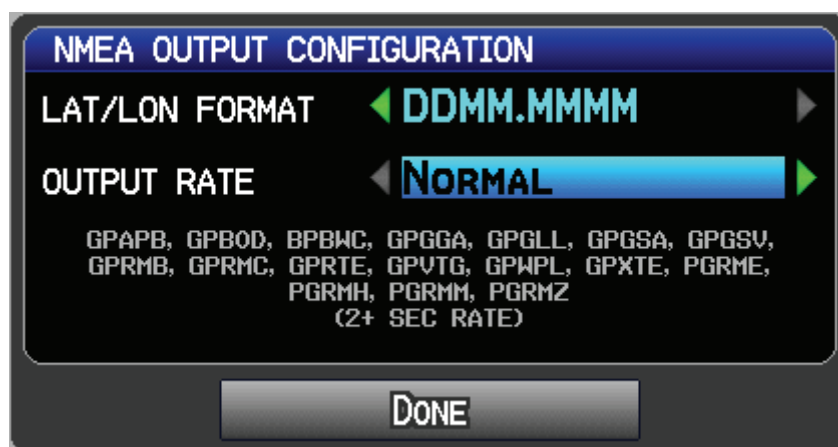 NMEA OUTPUT CONFIGURATION
LAT/LON FORMAT DDMM.MMMM
OUTPUT RATE NORMAL
GPAPB, GPBOD, BPBWC, GPGGA, GPGLL, GPGSA, GPGSV,
GPRMB, GPRMC, GPRTE, GPVTG, GPWPL, GPXTE, PGRME,
PGRMH, PGRMM, PGRMZ
(2+ SEC RATE)
DONE